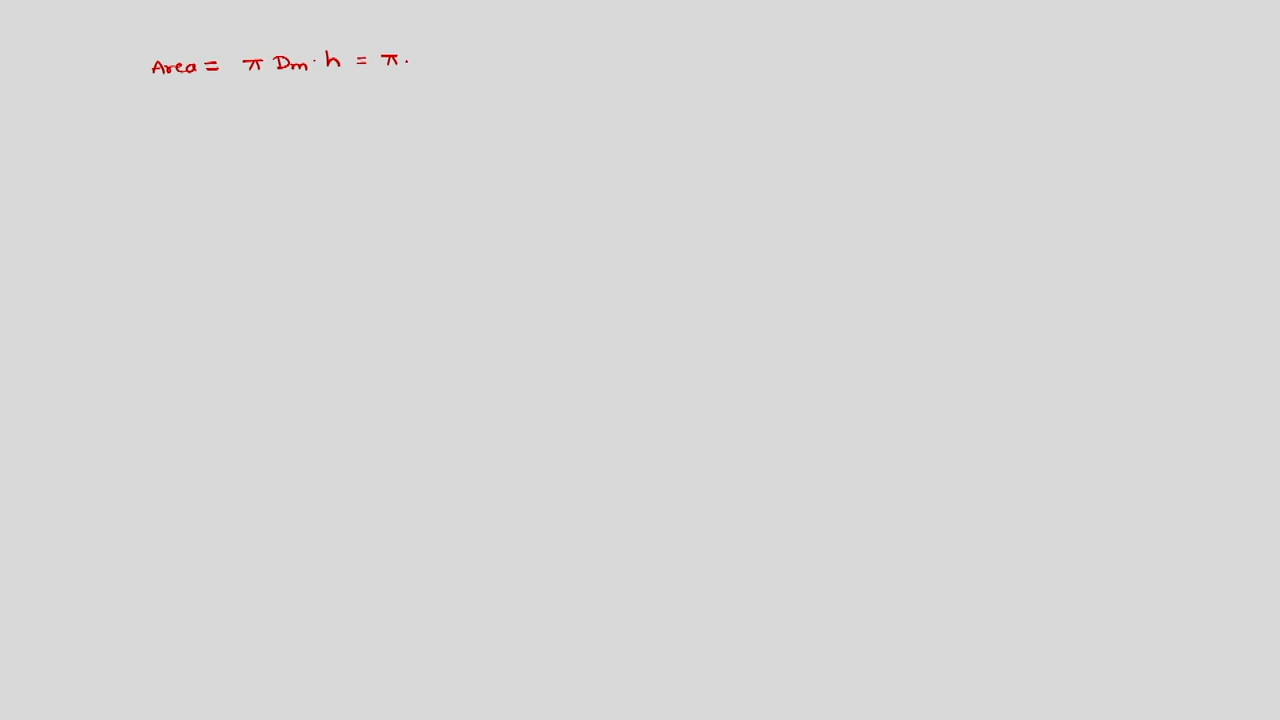 Area = π Dm · h = π.